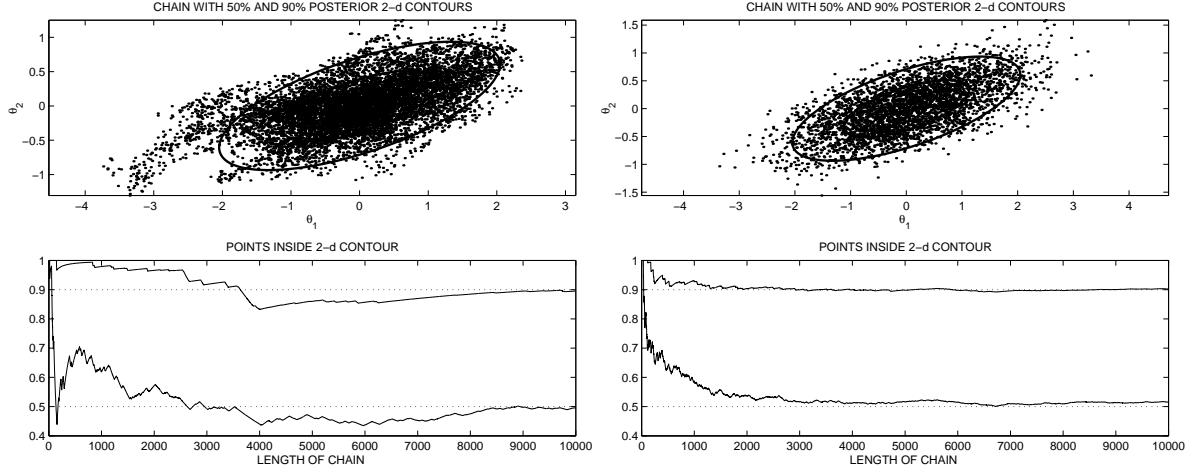 CHAIN WITH 50% AND 90% POSTERIOR 2−d CONTOURS
1
0.5
0
−0.5
−1
θ2
−4 −3 −2 −1 0 1 2 3
θ1
CHAIN WITH 50% AND 90% POSTERIOR 2−d CONTOURS
1.5
1
0.5
0
−0.5
−1
−1.5
θ2
−4 −3 −2 −1 0 1 2 3 4
θ1
POINTS INSIDE 2−d CONTOUR
1
0.9
0.8
0.7
0.6
0.5
0.4
0 1000 2000 3000 4000 5000 6000 7000 8000 9000 10000
LENGTH OF CHAIN
POINTS INSIDE 2−d CONTOUR
1
0.9
0.8
0.7
0.6
0.5
0.4
0 1000 2000 3000 4000 5000 6000 7000 8000 9000 10000
LENGTH OF CHAIN